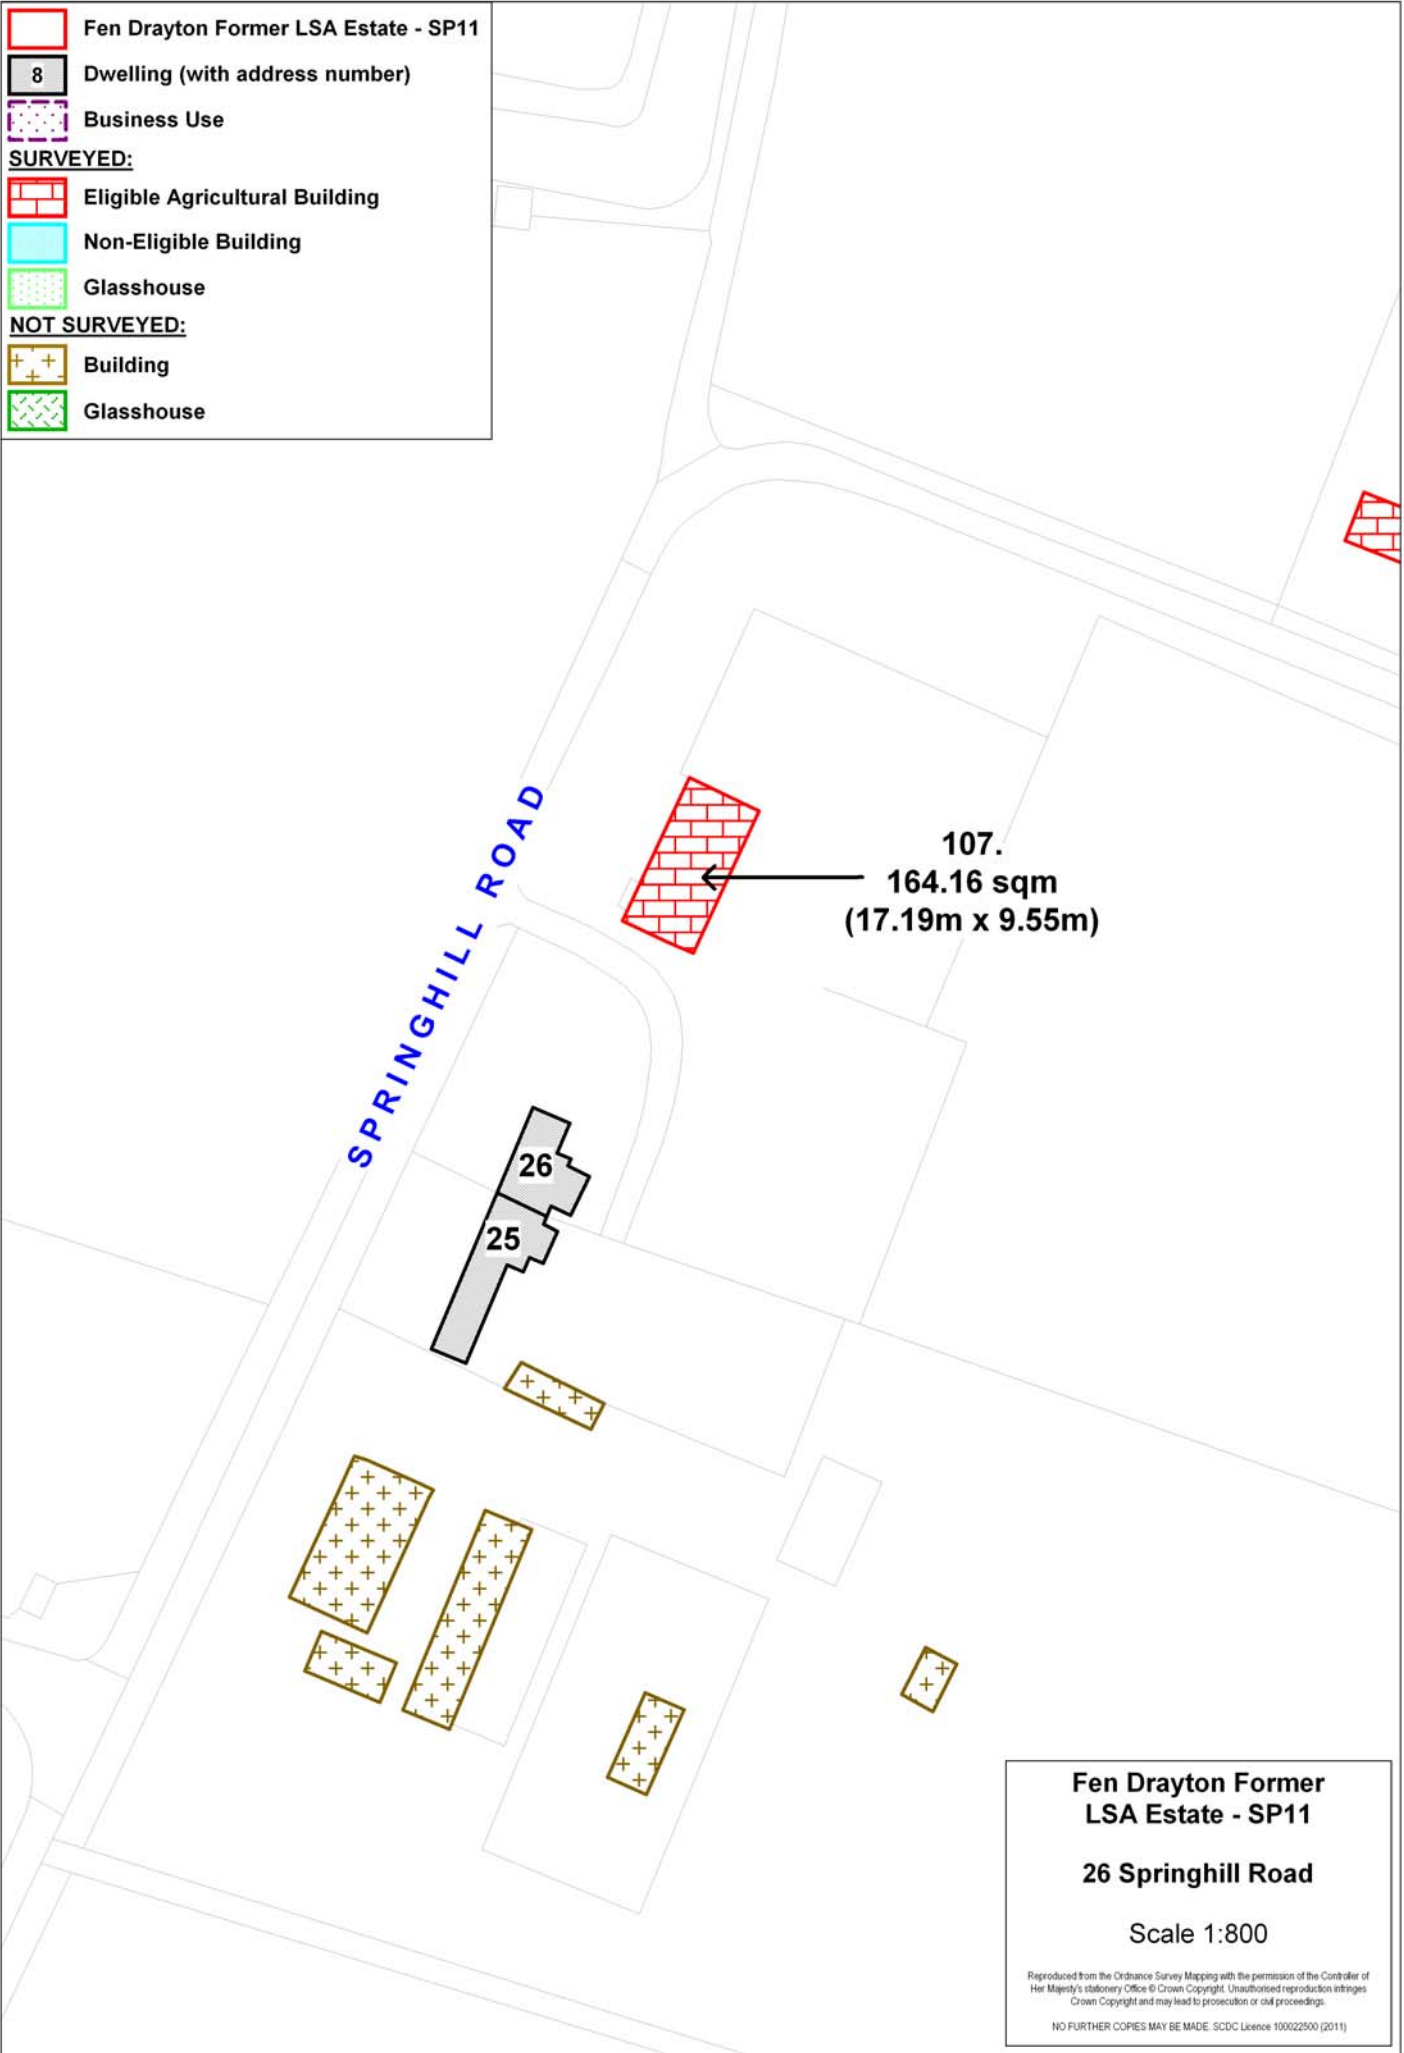 Fen Drayton Former LSA Estate - SP11
8 Dwelling (with address number)
Business Use
SURVEYED:
Eligible Agricultural Building
Non-Eligible Building
Glasshouse
NOT SURVEYED:
Building
Glasshouse
SPRINGHILL ROAD
107.
164.16 sqm
(17.19m x 9.55m)
26
25
Fen Drayton Former
LSA Estate - SP11
26 Springhill Road
Scale 1:800
Reproduced from the Ordnance Survey Mapping with the permission of the Controller of
Her Majesty's stationery Office © Crown Copyright. Unauthorised reproduction infringes
Crown Copyright and may lead to prosecution or civil proceedings.
NO FURTHER COPIES MAY BE MADE. SCDC Licence 100022500 (2011)